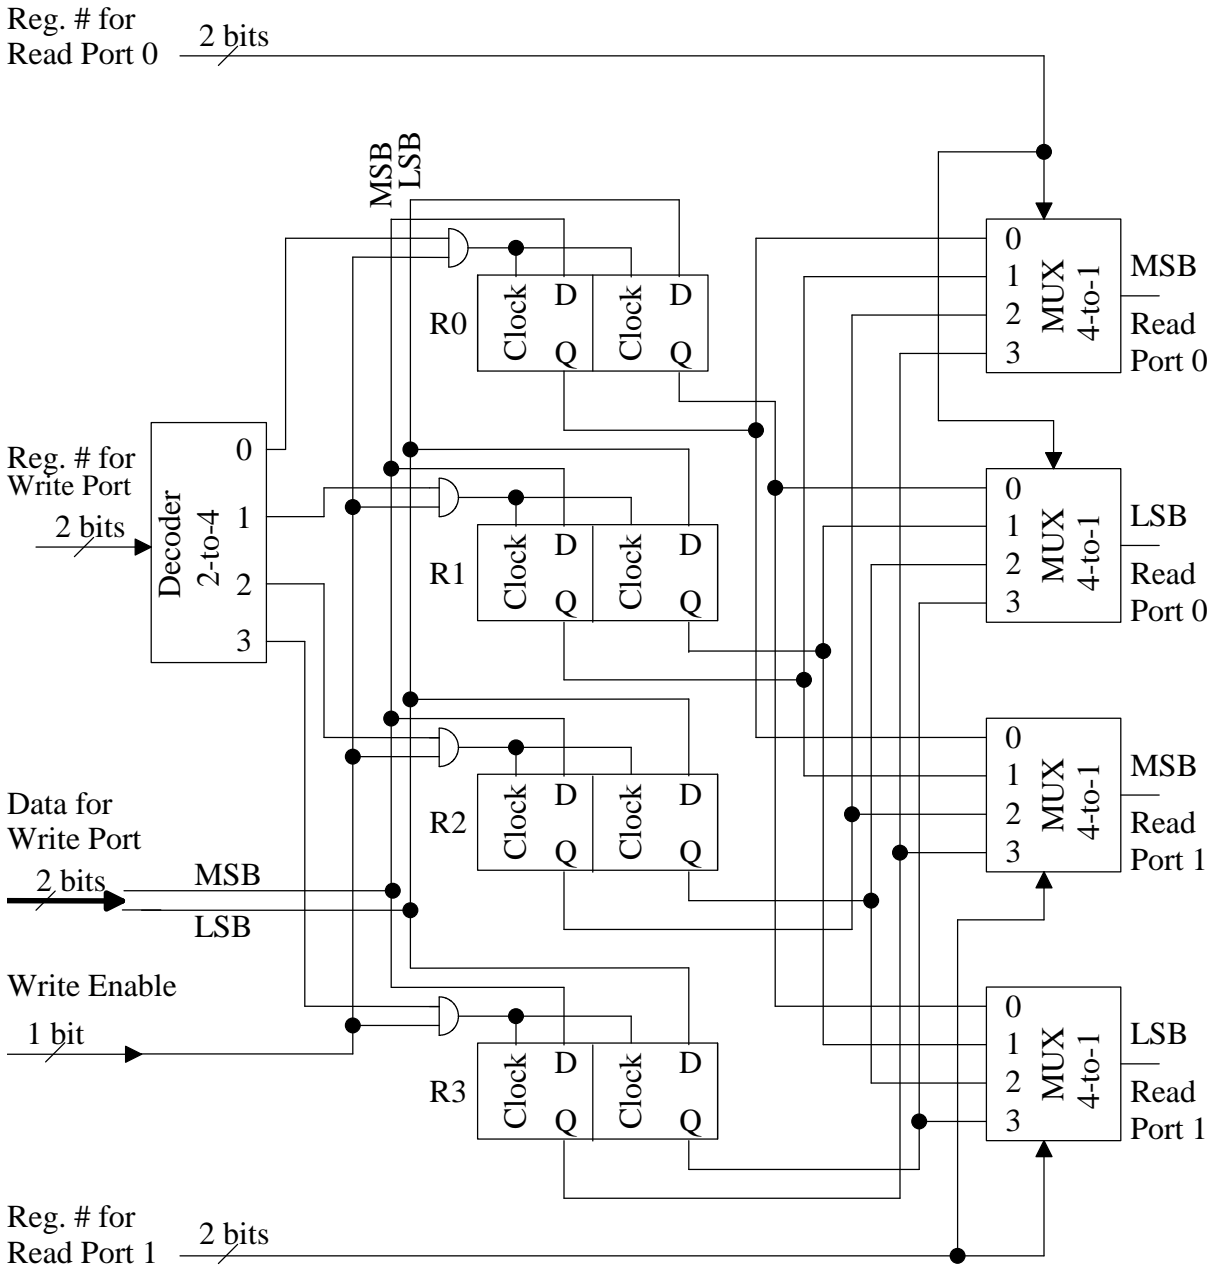 Reg. # for
Read Port 0
2 bits
MSB
LSB
R0
Clock
D
Q
Clock
D
0
1
2
3
MUX
4-to-1
MSB
Read
Port 0
Reg. # for
Write Port
2 bits
Decoder
2-to-4
0
1
2
3
R1
Clock
D
Q
Clock
D
Q
0
1
2
3
MUX
4-to-1
LSB
Read
Port 0
R2
Clock
D
Q
Clock
D
Q
0
1
2
3
MUX
4-to-1
MSB
Read
Port 1
Data for
Write Port
2 bits
MSB
LSB
Write Enable
1 bit
R3
Clock
D
Q
Clock
D
Q
0
1
2
3
MUX
4-to-1
LSB
Read
Port 1
Reg. # for
Read Port 1
2 bits
Q